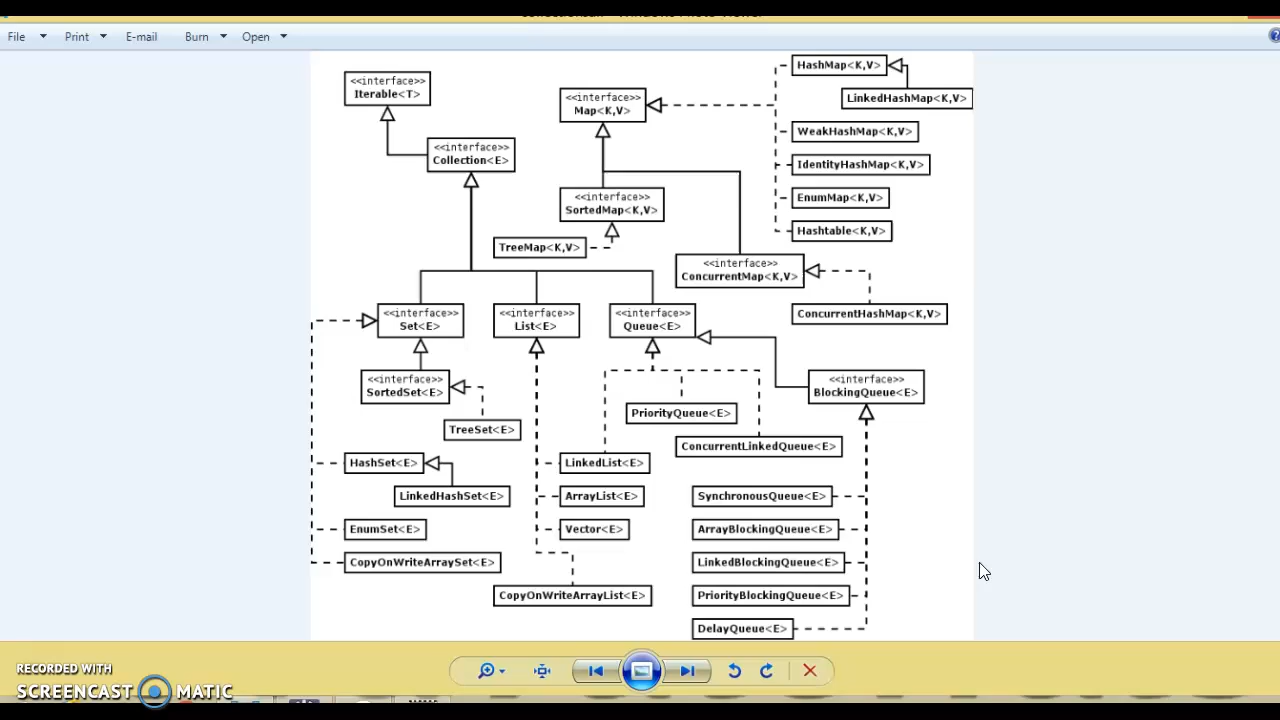 File
Print
E-mail
Burn
Open
<<interface>>
Iterable<T>
<<interface>>
Collection<E>
<<interface>>
Map<K,V>
HashMap<K,V>
LinkedHashMap<K,V>
WeakHashMap<K,V>
IdentityHashMap<K,V>
EnumMap<K,V>
Hashtable<K,V>
<<interface>>
SortedMap<K,V>
TreeMap<K,V>
<<interface>>
ConcurrentMap<K,V>
ConcurrentHashMap<K,V>
<<interface>>
Set<E>
<<interface>>
List<E>
<<interface>>
Queue<E>
<<interface>>
SortedSet<E>
<<interface>>
BlockingQueue<E>
TreeSet<E>
PriorityQueue<E>
ConcurrentLinkedQueue<E>
HashSet<E>
LinkedHashSet<E>
EnumSet<E>
CopyOnWriteArraySet<E>
LinkedList<E>
ArrayList<E>
Vector<E>
CopyOnWriteArrayList<E>
SynchronousQueue<E>
ArrayBlockingQueue<E>
LinkedBlockingQueue<E>
PriorityBlockingQueue<E>
DelayQueue<E>
RECORDED WITH
SCREENCAST MATIC